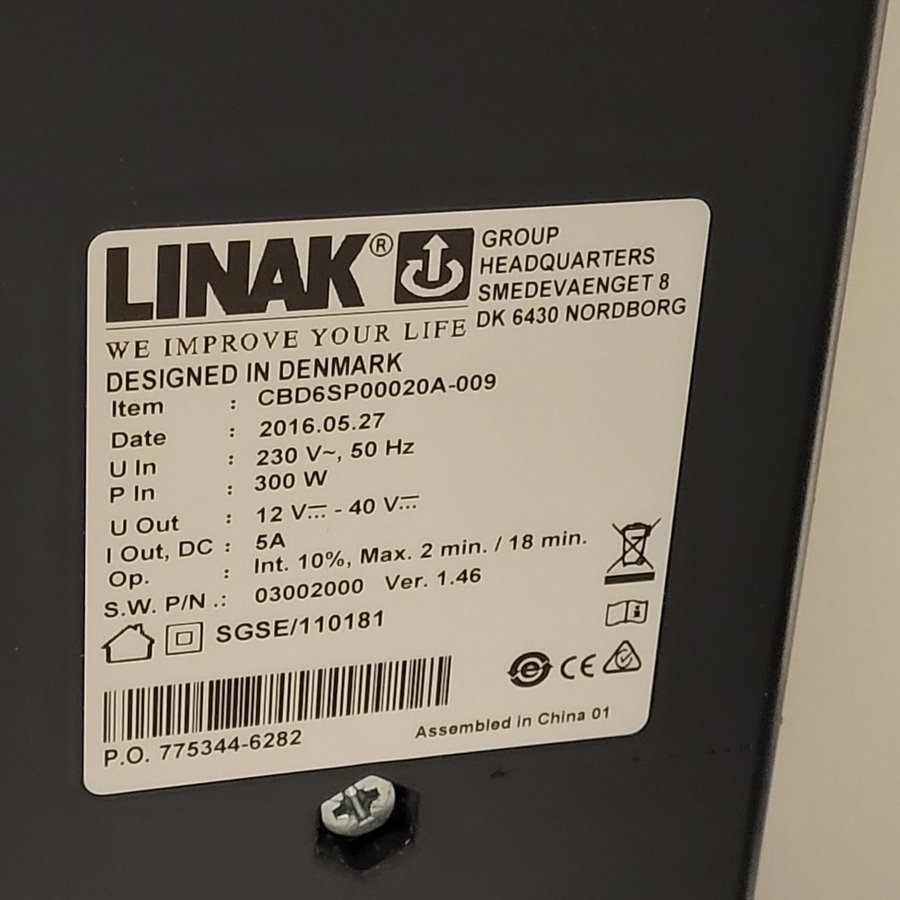 LINAK®
GROUP
HEADQUARTERS
SMEDEVAENGET 8
DK 6430 NORDBORG
WE IMPROVE YOUR LIFE
DESIGNED IN DENMARK
Item : CBD6SP00020A-009
Date : 2016.05.27
U In : 230 V~, 50 Hz
P In : 300 W
U Out : 12 V⎓ - 40 V⎓
I Out, DC : 5A
Op. : Int. 10%, Max. 2 min. / 18 min.
S.W. P/N .: 03002000 Ver. 1.46
SGSE/110181
e CE
P.O. 775344-6282
Assembled in China 01